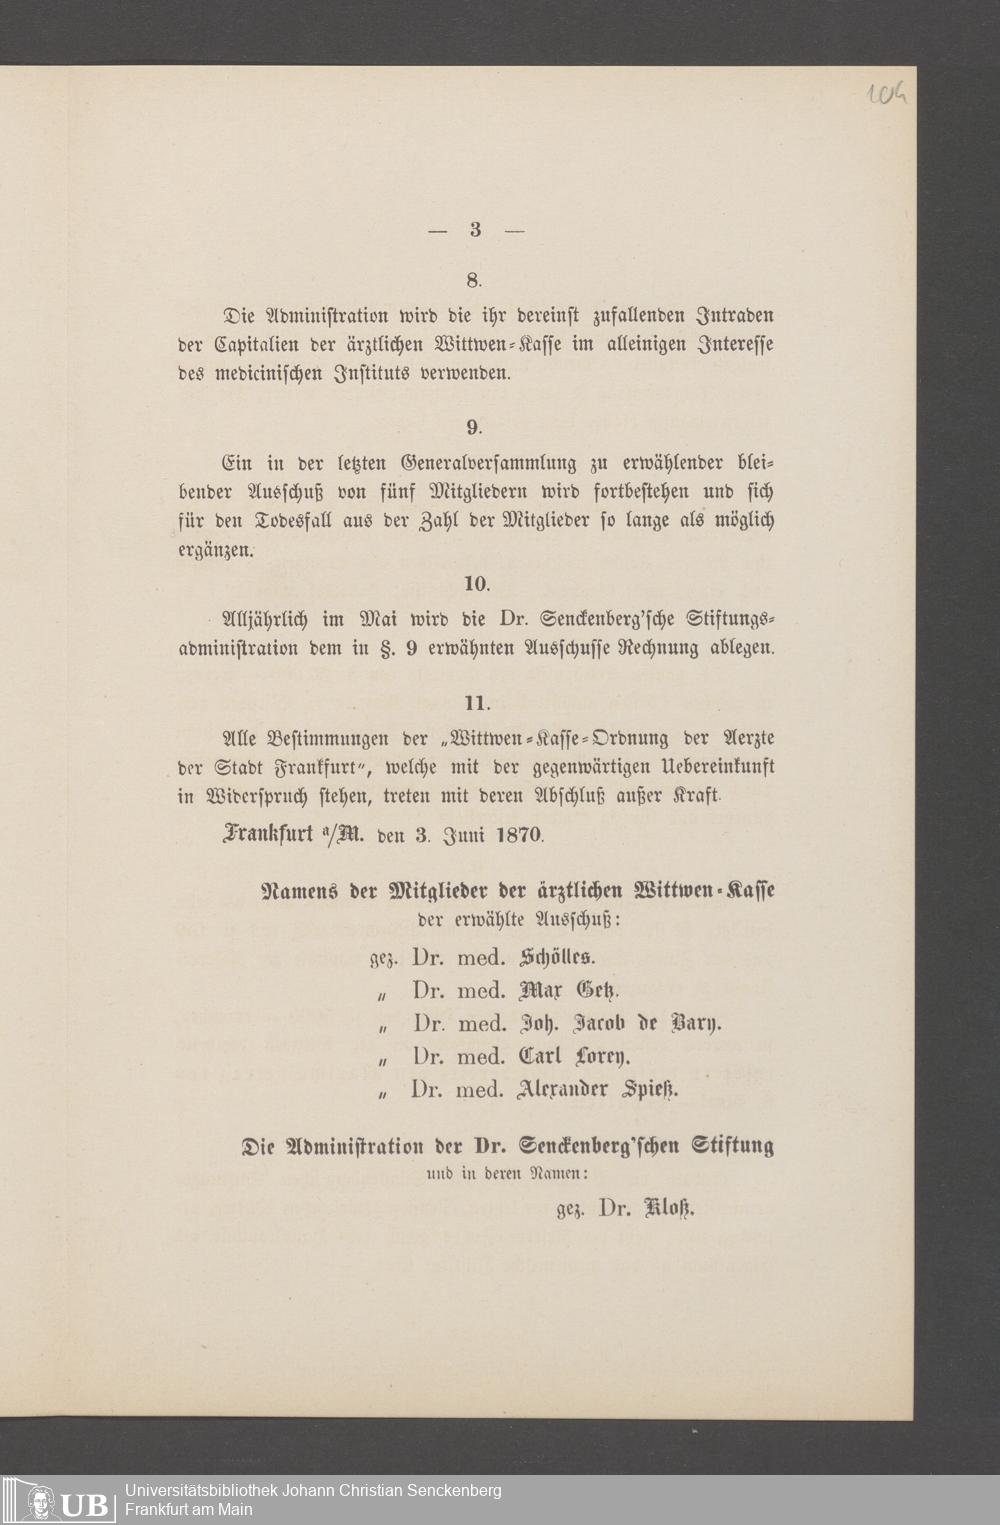 104
— 3 —
8.
Die Administration wird die ihr dereinst zufallenden Intraden
der Capitalien der ärztlichen Wittwen-Kasse im alleinigen Interesse
des medicinischen Instituts verwenden.
9.
Ein in der letzten Generalversammlung zu erwählender blei-
bender Ausschuß von fünf Mitgliedern wird fortbestehen und sich
für den Todesfall aus der Zahl der Mitglieder so lange als möglich
ergänzen.
10.
Alljährlich im Mai wird die Dr. Senckenberg'sche Stiftungs-
administration dem in §. 9 erwähnten Ausschusse Rechnung ablegen.
11.
Alle Bestimmungen der „Wittwen-Kasse-Ordnung der Aerzte
der Stadt Frankfurt", welche mit der gegenwärtigen Uebereinkunft
in Widerspruch stehen, treten mit deren Abschluß außer Kraft.
Frankfurt a/M. den 3. Juni 1870.
Namens der Mitglieder der ärztlichen Wittwen-Kasse
der erwählte Ausschuß:
gez. Dr. med. Schölles.
„ Dr. med. Max Getz.
„ Dr. med. Joh. Jacob de Bary.
„ Dr. med. Carl Lorey.
„ Dr. med. Alexander Spieß.
Die Administration der Dr. Senckenberg'schen Stiftung
und in deren Namen:
gez. Dr. Kloß.
UB
Universitätsbibliothek Johann Christian Senckenberg
Frankfurt am Main